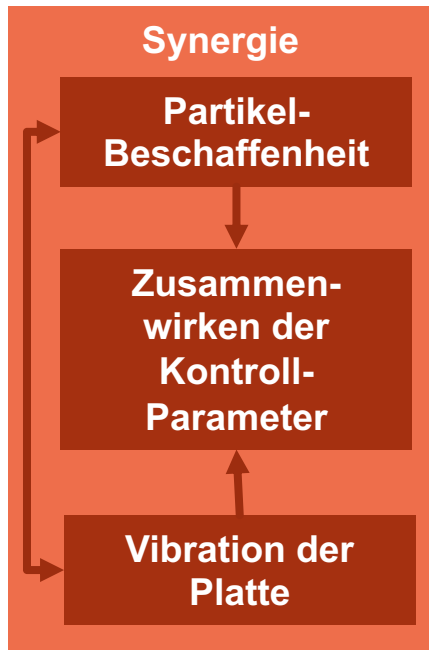 Synergie
Partikel-
Beschaffenheit
Zusammen-
wirken der
Kontroll-
Parameter
Vibration der
Platte